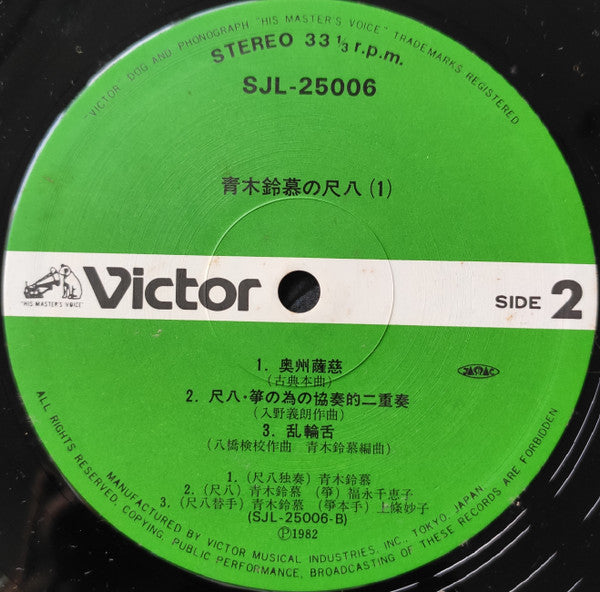 "VICTOR DOG AND PHONOGRAPH "HIS MASTER'S VOICE" TRADEMARKS REGISTERED
STEREO 33 1/3 r.p.m.
SJL-25006
青木鈴慕の尺八(1)
"HIS MASTER'S VOICE"
Victor
SIDE 2
1. 奥州薩慈
(古典本曲)
2. 尺八・箏の為の協奏的二重奏
(入野義朗作曲)
3. 乱輪舌
(八橋検校作曲 青木鈴慕編曲)
JASRAC
1.(尺八独奏) 青木鈴慕
2.(尺八) 青木鈴慕 (箏) 福永千恵子
3.(尺八替手) 青木鈴慕 (箏本手) 上條妙子
(SJL-25006-B)
Ⓟ1982
MANUFACTURED BY VICTOR MUSICAL INDUSTRIES, INC., TOKYO, JAPAN.
ALL RIGHTS RESERVED, COPYING, PUBLIC PERFORMANCE, BROADCASTING OF THESE RECORDS ARE FORBIDDEN